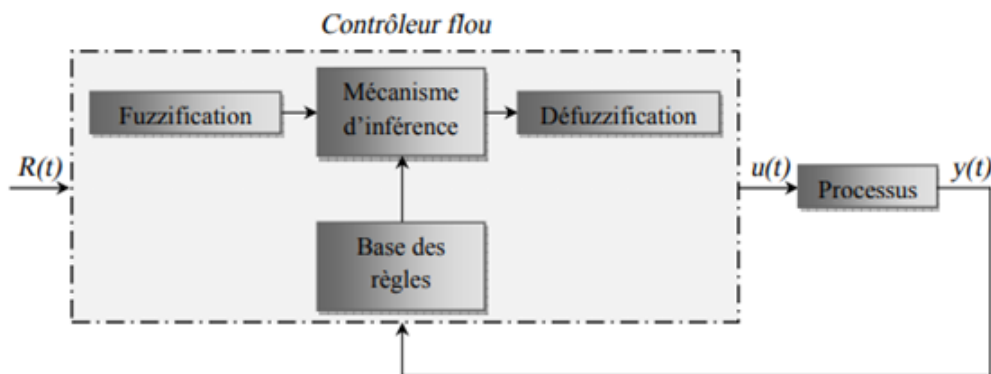 Contrôleur flou
Fuzzification
Mécanisme
d'inférence
Défuzzification
R(t)
u(t)
Processus
y(t)
Base des
règles